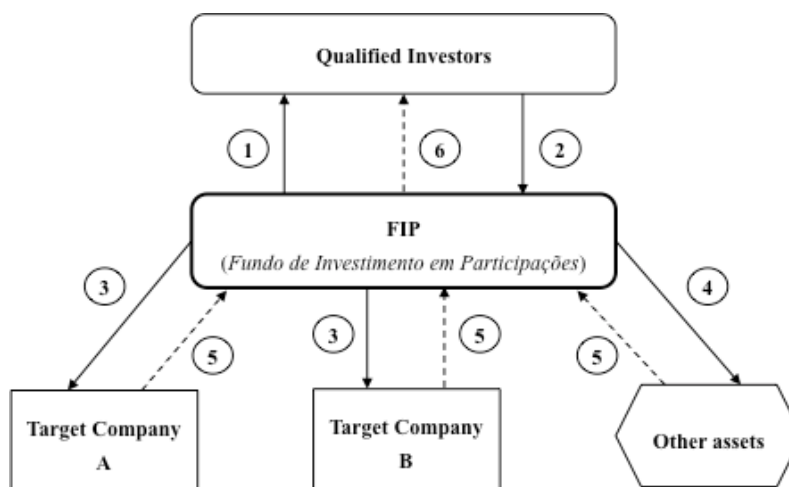 Qualified Investors
1
6
2
FIP
(Fundo de Investimento em Participações)
3
5
3
5
5
4
Target Company
A
Target Company
B
Other assets